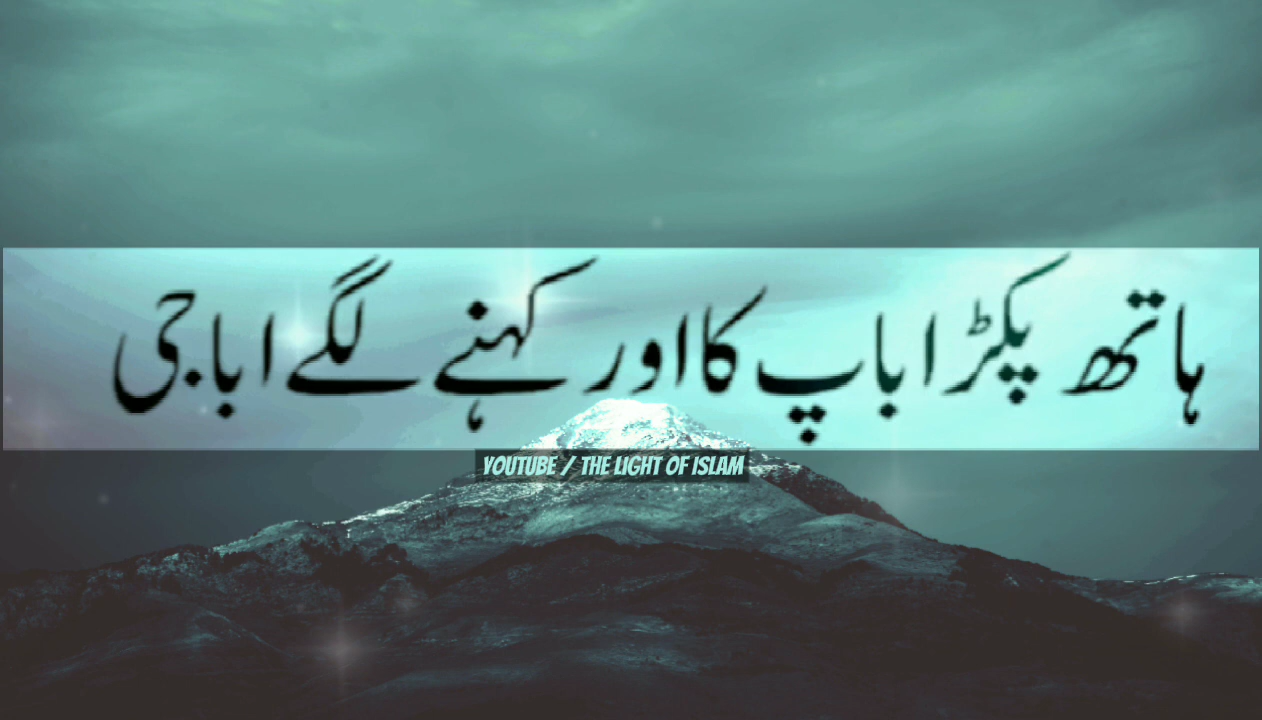 ہاتھ پکڑا باپ کا اور کہنے لگے ابا جی
YOUTUBE / THE LIGHT OF ISLAM